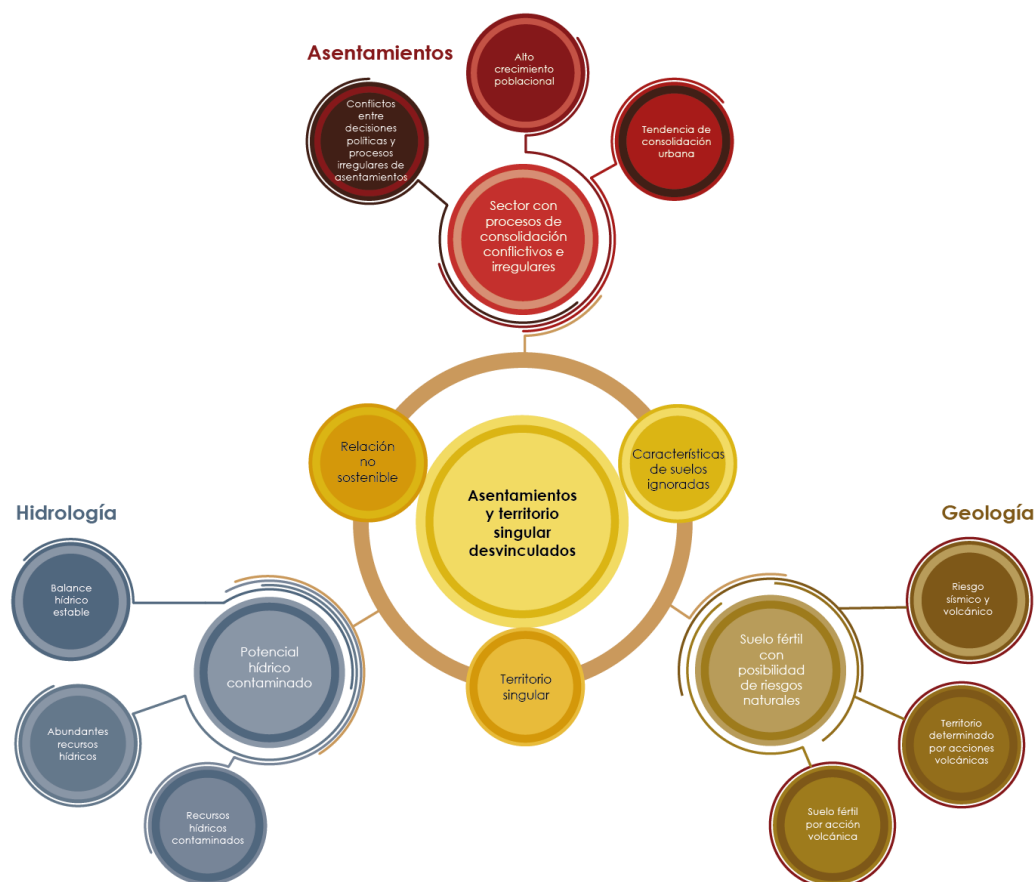 Asentamientos
Alto
crecimiento
poblacional
Conflictos
entre
decisiones
políticas y
procesos
irregulares de
asentamientos
Tendencia de
consolidación
urbana
Sector con
procesos de
consolidación
conflictivos e
irregulares
Relación
no
sostenible
Características
de suelos
ignoradas
Asentamientos
y territorio
singular
desvinculados
Territorio
singular
Hidrología
Balance
hídrico
estable
Potencial
hídrico
contaminado
Abundantes
recursos
hídricos
Recursos
hídricos
contaminados
Geología
Riesgo
sísmico y
volcánico
Suelo fértil
con
posibilidad
de riesgos
naturales
Territorio
determinado
por acciones
volcánicas
Suelo fértil
por acción
volcánica